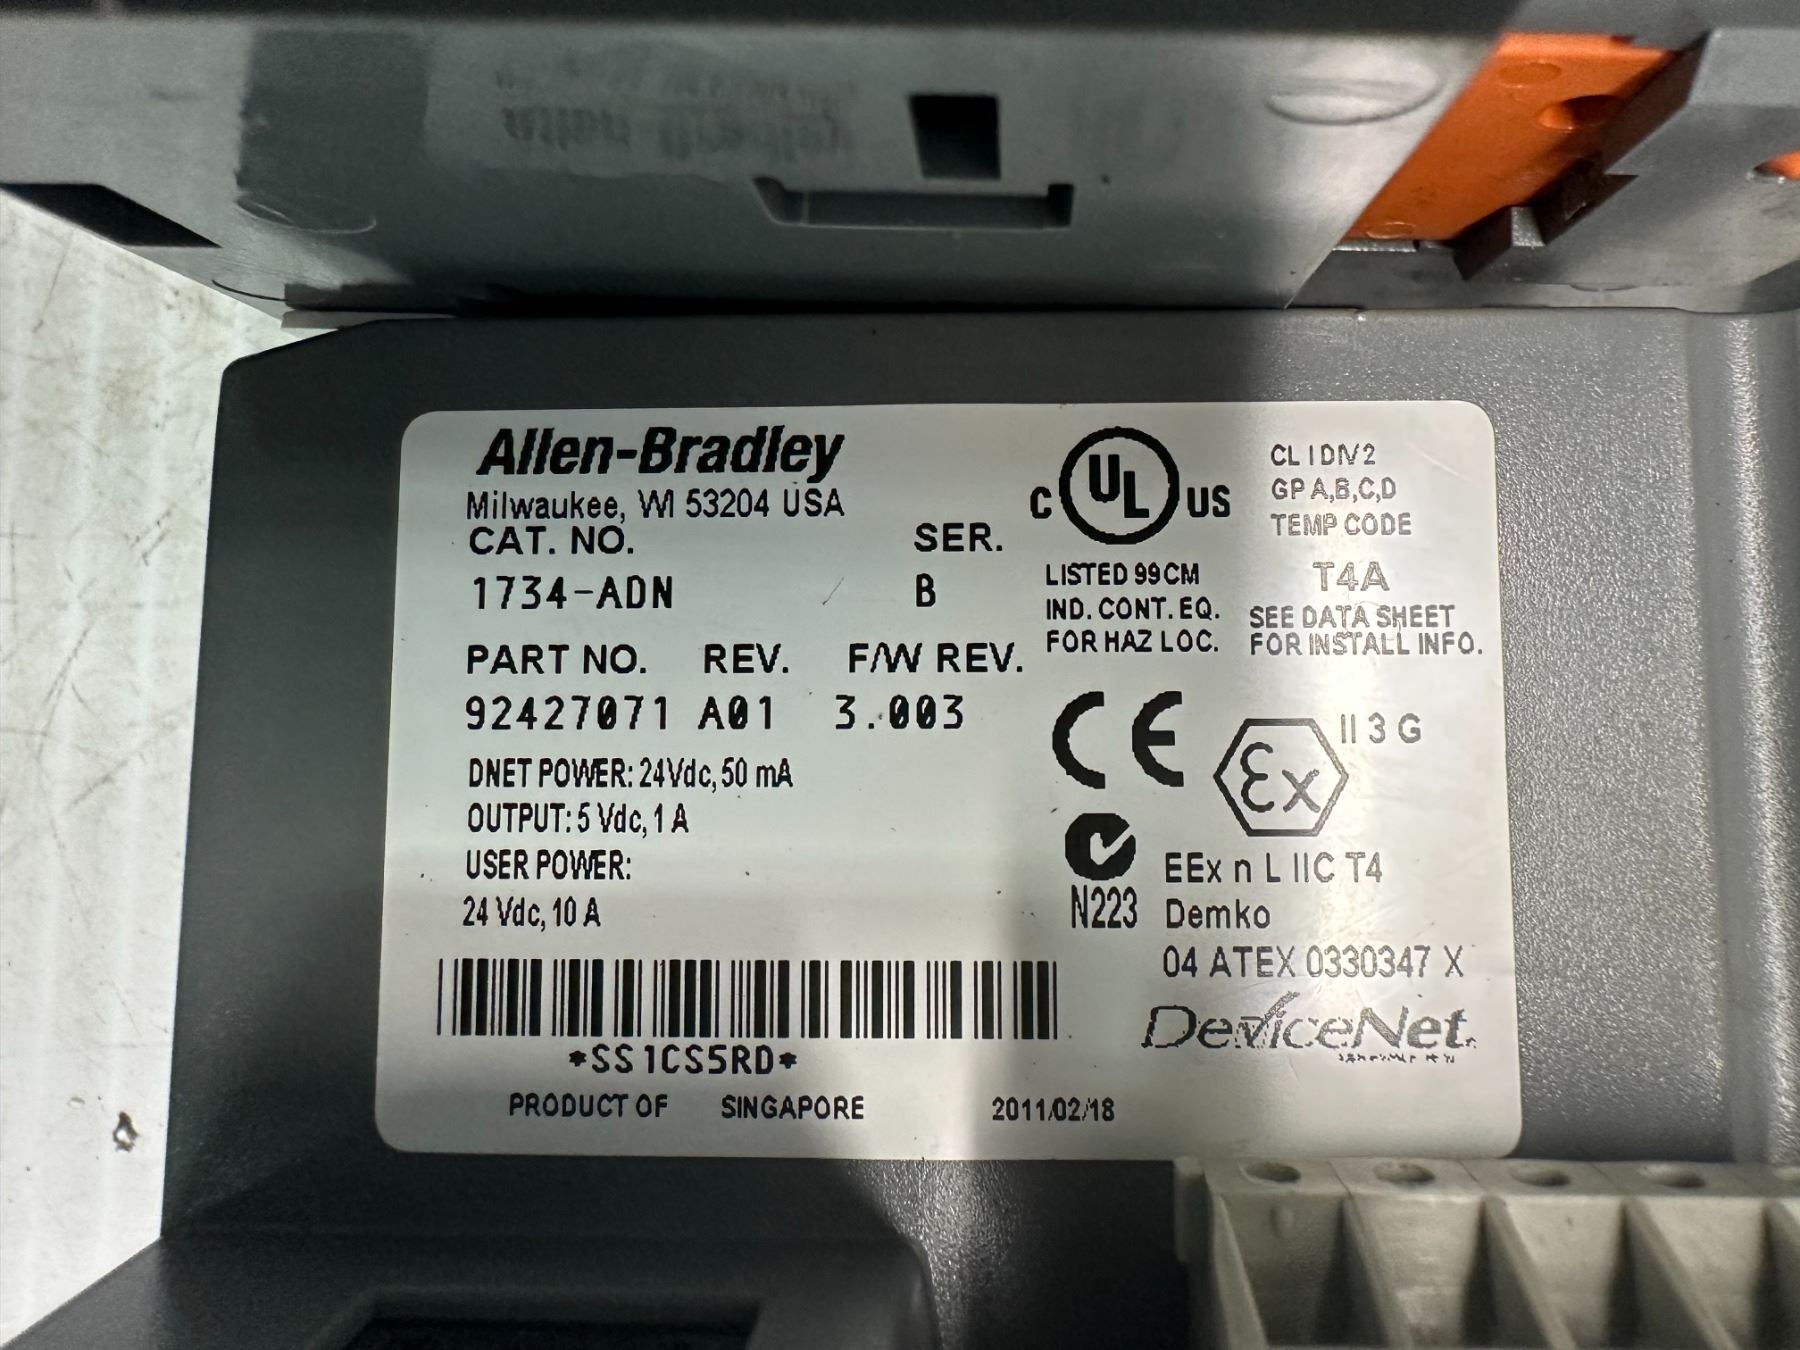 Allen-Bradley
Milwaukee, WI 53204 USA
CAT. NO. SER.
1734-ADN B
PART NO. REV. F/W REV.
92427071 A01 3.003
DNET POWER: 24Vdc, 50 mA
OUTPUT: 5 Vdc, 1 A
USER POWER:
24 Vdc, 10 A
*SS1CS5RD*
PRODUCT OF SINGAPORE 2011/02/18
C UL US
LISTED 99CM
IND. CONT. EQ.
FOR HAZ LOC.
CL I DIV 2
GP A,B,C,D
TEMP CODE
T4A
SEE DATA SHEET
FOR INSTALL INFO.
CE
Ex II 3 G
N223
EEx n L IIC T4
Demko
04 ATEX 0330347 X
DeviceNet